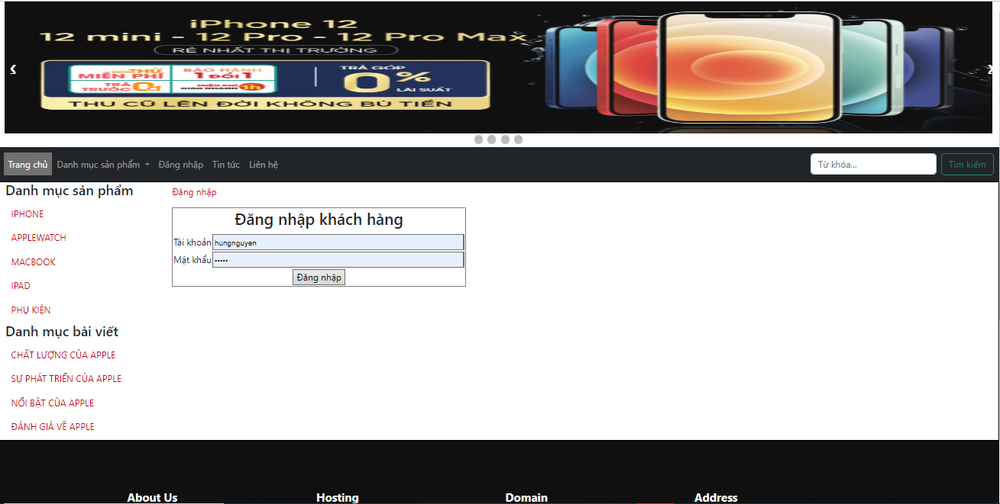 iPhone 12
12 mini - 12 Pro - 12 Pro Max
RẺ NHẤT THỊ TRƯỜNG
DÙNG THỬ
MIỄN PHÍ
BẢO HÀNH
1 ĐỔI 1
TRẢ
TRƯỚC 0Đ
MIỄN PHÍ
GIAO NHANH 1h
TRẢ GÓP
0%
LÃI SUẤT
THU CŨ LÊN ĐỜI KHÔNG BÙ TIỀN
Trang chủ Danh mục sản phẩm Đăng nhập Tin tức Liên hệ Từ khóa... Tìm kiếm
Danh mục sản phẩm
IPHONE
APPLEWATCH
MACBOOK
IPAD
PHỤ KIỆN
Danh mục bài viết
CHẤT LƯỢNG CỦA APPLE
SỰ PHÁT TRIỂN CỦA APPLE
NỔI BẬT CỦA APPLE
ĐÁNH GIÁ VỀ APPLE
Đăng nhập
Đăng nhập khách hàng
Tài khoản hungnguyen
Mật khẩu •••••
Đăng nhập
About Us Hosting Domain Address